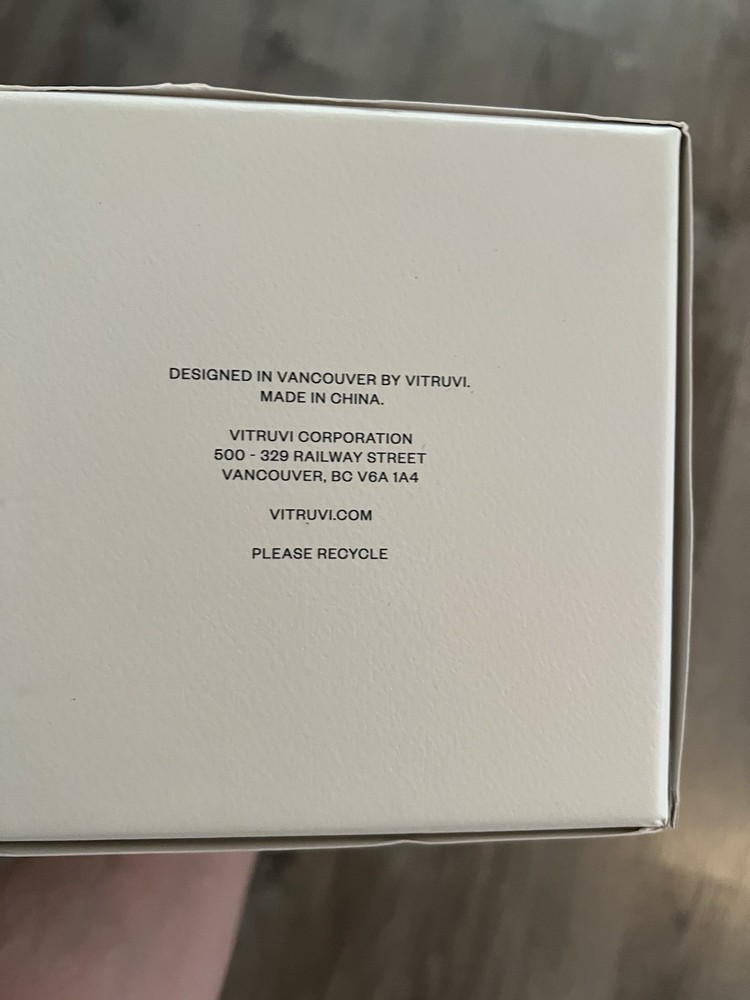 DESIGNED IN VANCOUVER BY VITRUVI.
MADE IN CHINA.
VITRUVI CORPORATION
500 - 329 RAILWAY STREET
VANCOUVER, BC V6A 1A4
VITRUVI.COM
PLEASE RECYCLE